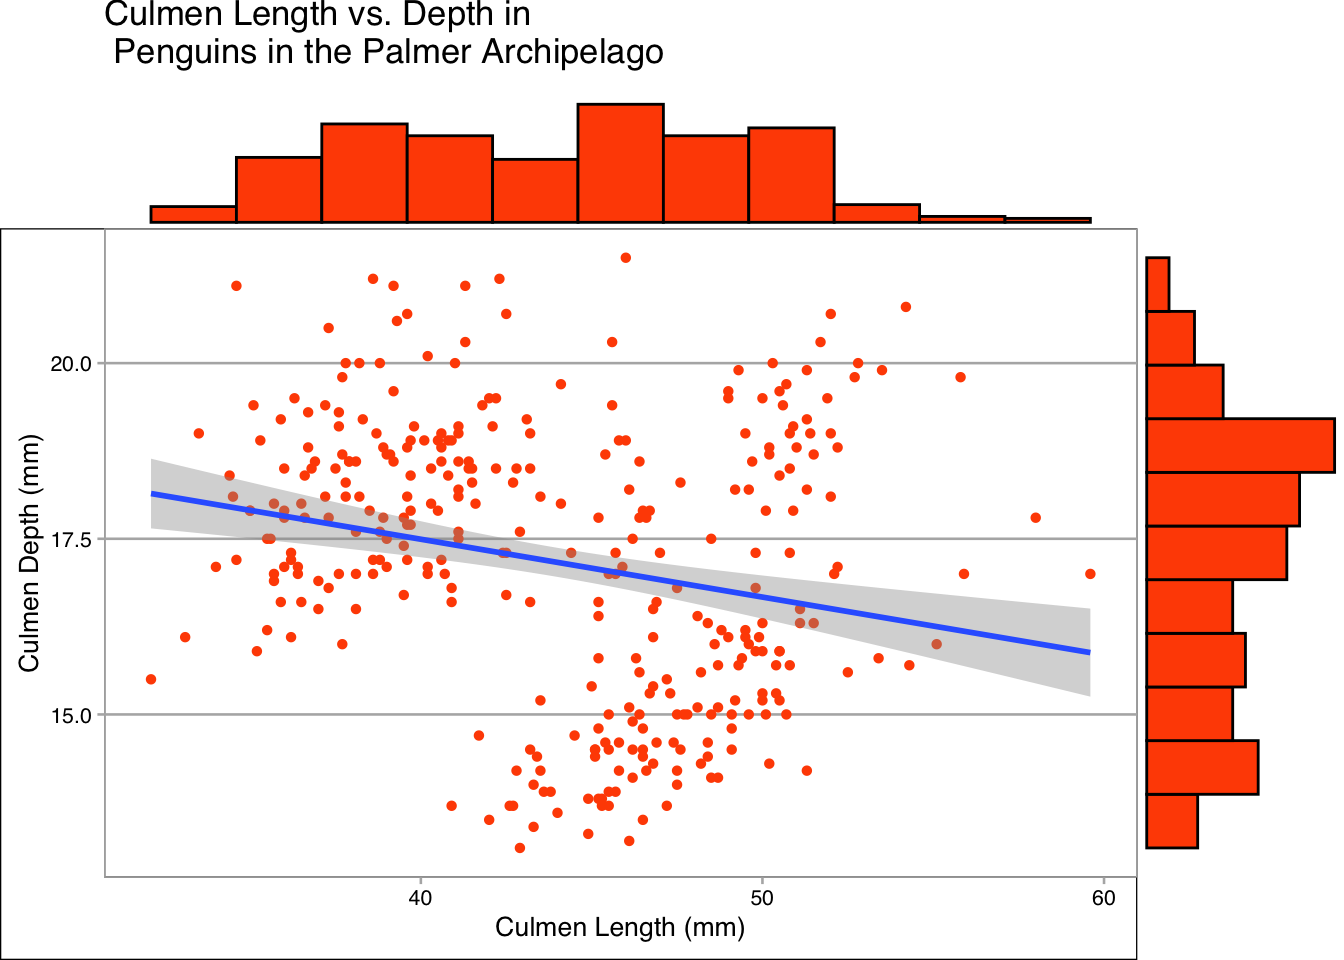 Culmen Length vs. Depth in
Penguins in the Palmer Archipelago
20.0
17.5
15.0
Culmen Depth (mm)
40 50 60
Culmen Length (mm)